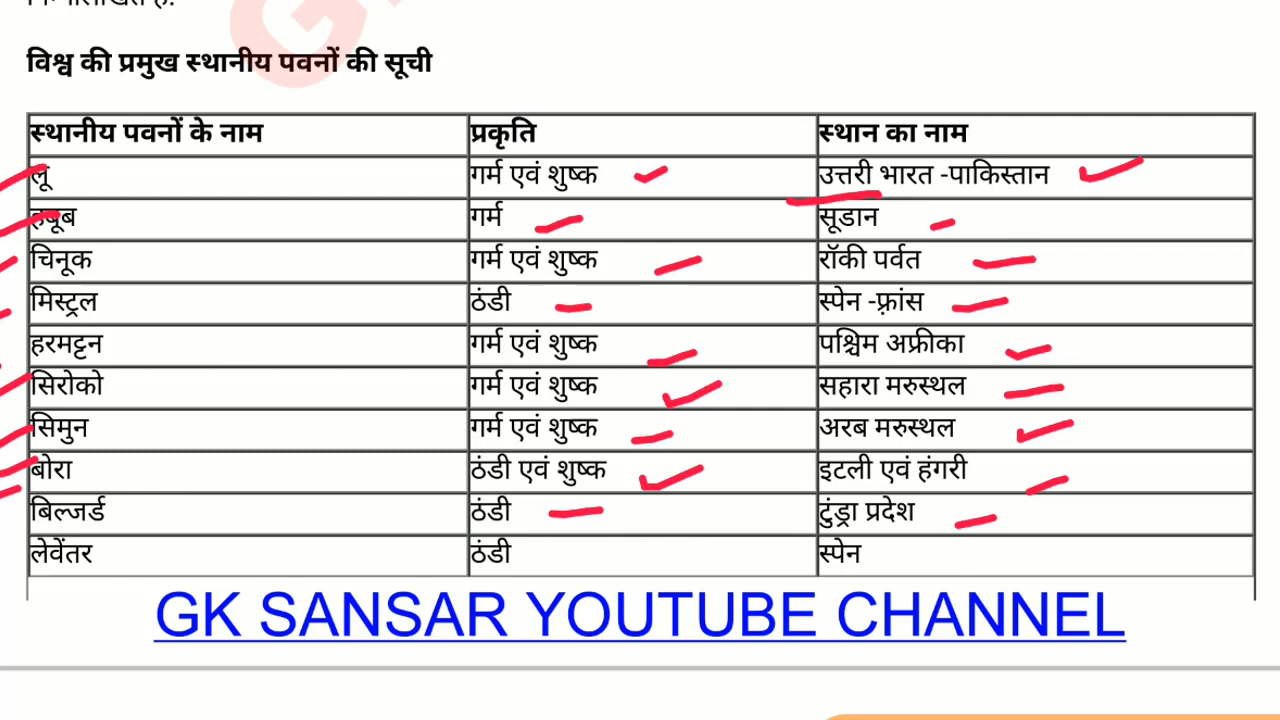 विश्व की प्रमुख स्थानीय पवनों की सूची
स्थानीय पवनों के नाम प्रकृति स्थान का नाम
लू गर्म एवं शुष्क उत्तरी भारत -पाकिस्तान
हबूब गर्म सूडान
चिनूक गर्म एवं शुष्क रॉकी पर्वत
मिस्ट्रल ठंडी स्पेन -फ़्रांस
हरमट्टन गर्म एवं शुष्क पश्चिम अफ्रीका
सिरोको गर्म एवं शुष्क सहारा मरुस्थल
सिमुन गर्म एवं शुष्क अरब मरुस्थल
बोरा ठंडी एवं शुष्क इटली एवं हंगरी
बिल्जर्ड ठंडी टुंड्रा प्रदेश
लेवेंतर ठंडी स्पेन
GK SANSAR YOUTUBE CHANNEL